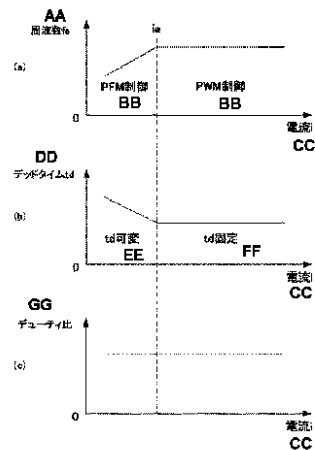 AA
周波数fs
ia
(a)
PFM制御
PWM制御
BB
BB
0
電流i
CC
DD
デッドタイムtd
(b)
td可変
td固定
EE
FF
0
電流i
CC
GG
デューティ比
(c)
0
電流i
CC